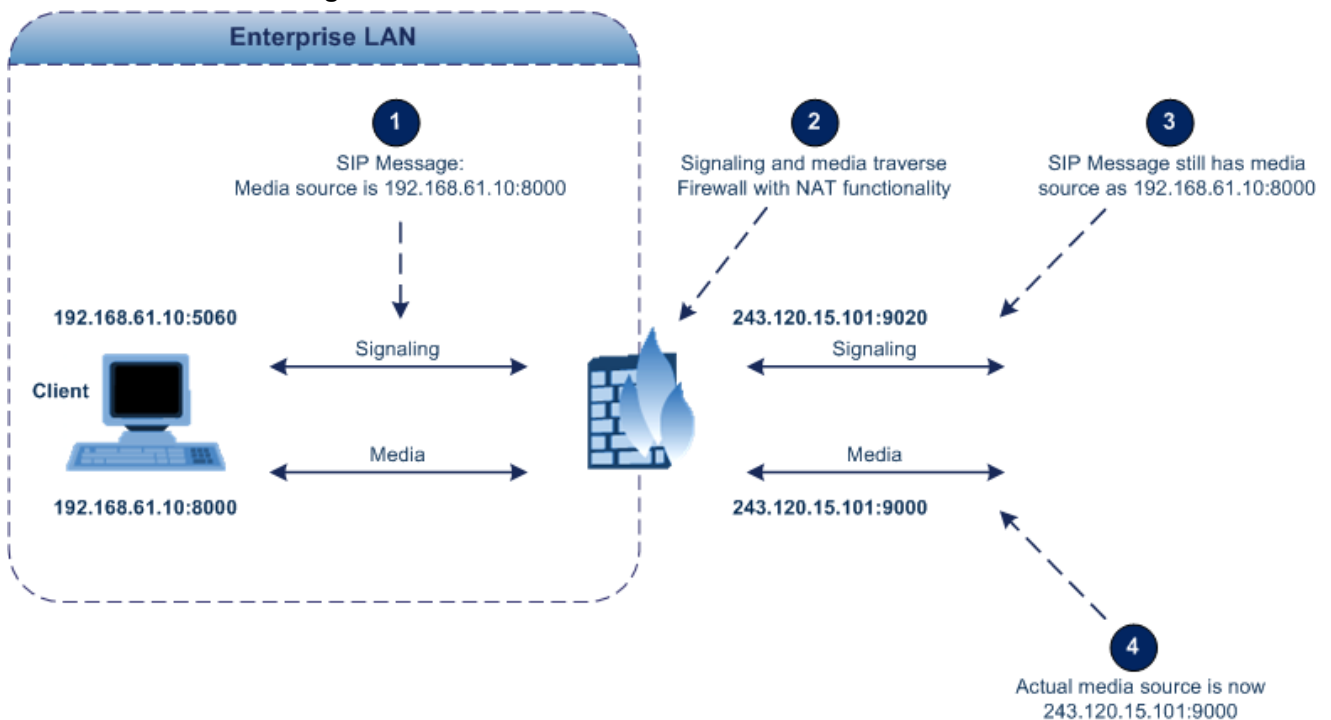 Enterprise LAN
1
SIP Message:
Media source is 192.168.61.10:8000
2
Signaling and media traverse
Firewall with NAT functionality
3
SIP Message still has media
source as 192.168.61.10:8000
192.168.61.10:5060
Signaling
243.120.15.101:9020
Signaling
Client
Media
Media
192.168.61.10:8000
243.120.15.101:9000
4
Actual media source is now
243.120.15.101:9000